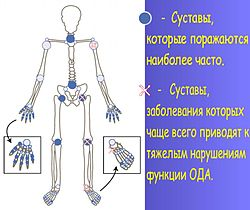 - Суставы,
которые поражаются
наиболее часто.
- Суставы,
заболевания которых
чаще всего приводят к
тяжелым нарушениям
функции ОДА.